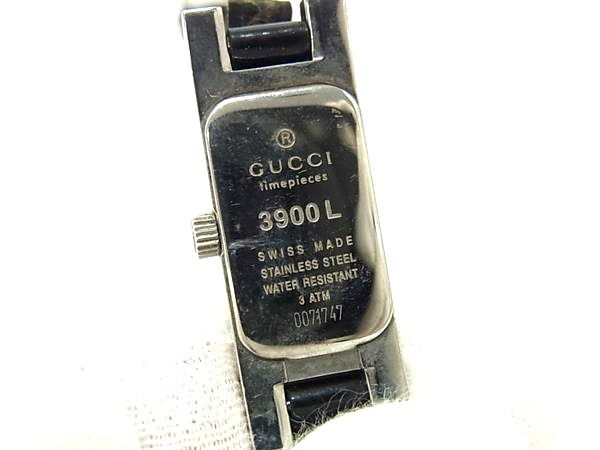 ®
GUCCI
timepieces
3900L
SWISS MADE
STAINLESS STEEL
WATER RESISTANT
3 ATM
0071747